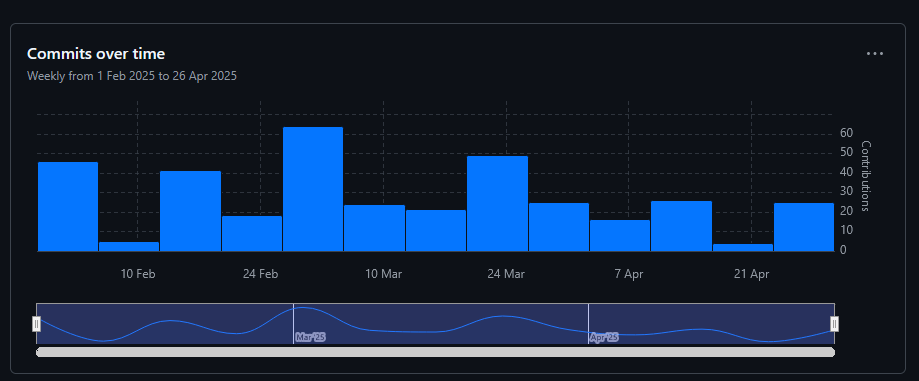 Commits over time
Weekly from 1 Feb 2025 to 26 Apr 2025
60
50
40
30
20
10
0
Contributions
10 Feb
24 Feb
10 Mar
24 Mar
7 Apr
21 Apr
Mar '25
Apr '25